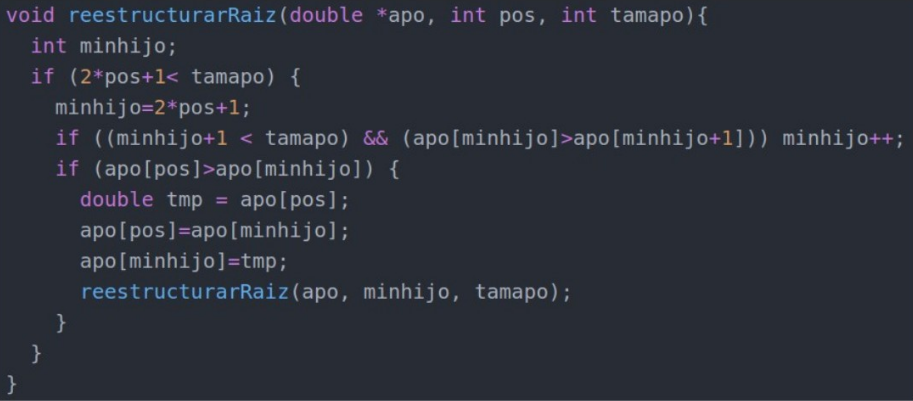 void reestructurarRaiz(double *apo, int pos, int tamapo){
  int minhijo;
  if (2*pos+1< tamapo) {
    minhijo=2*pos+1;
    if ((minhijo+1 < tamapo) && (apo[minhijo]>apo[minhijo+1])) minhijo++;
    if (apo[pos]>apo[minhijo]) {
      double tmp = apo[pos];
      apo[pos]=apo[minhijo];
      apo[minhijo]=tmp;
      reestructurarRaiz(apo, minhijo, tamapo);
    }
  }
}